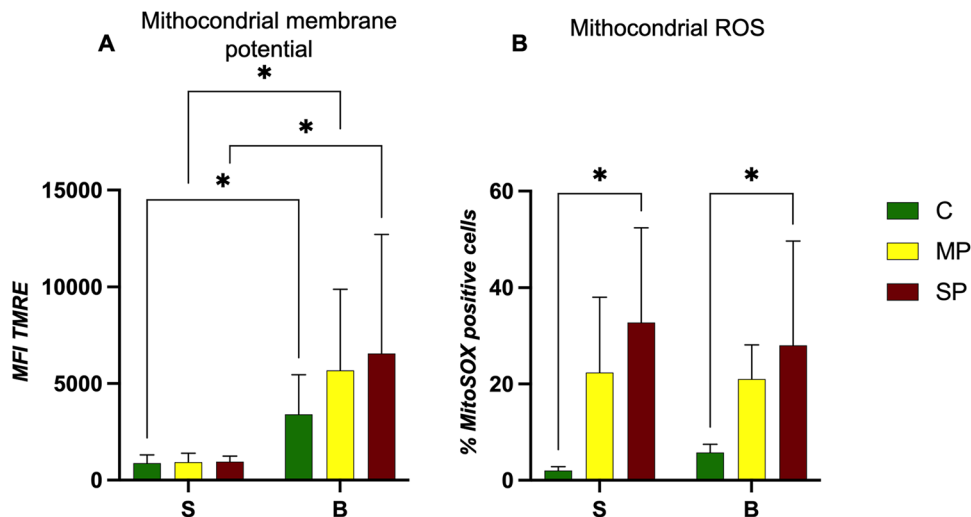 A
Mithocondrial membrane
potential
*
*
*
15000
10000
5000
0
MFI TMRE
S
B
B
Mithocondrial ROS
*
*
60
40
20
0
% MitoSOX positive cells
S
B
C
MP
SP